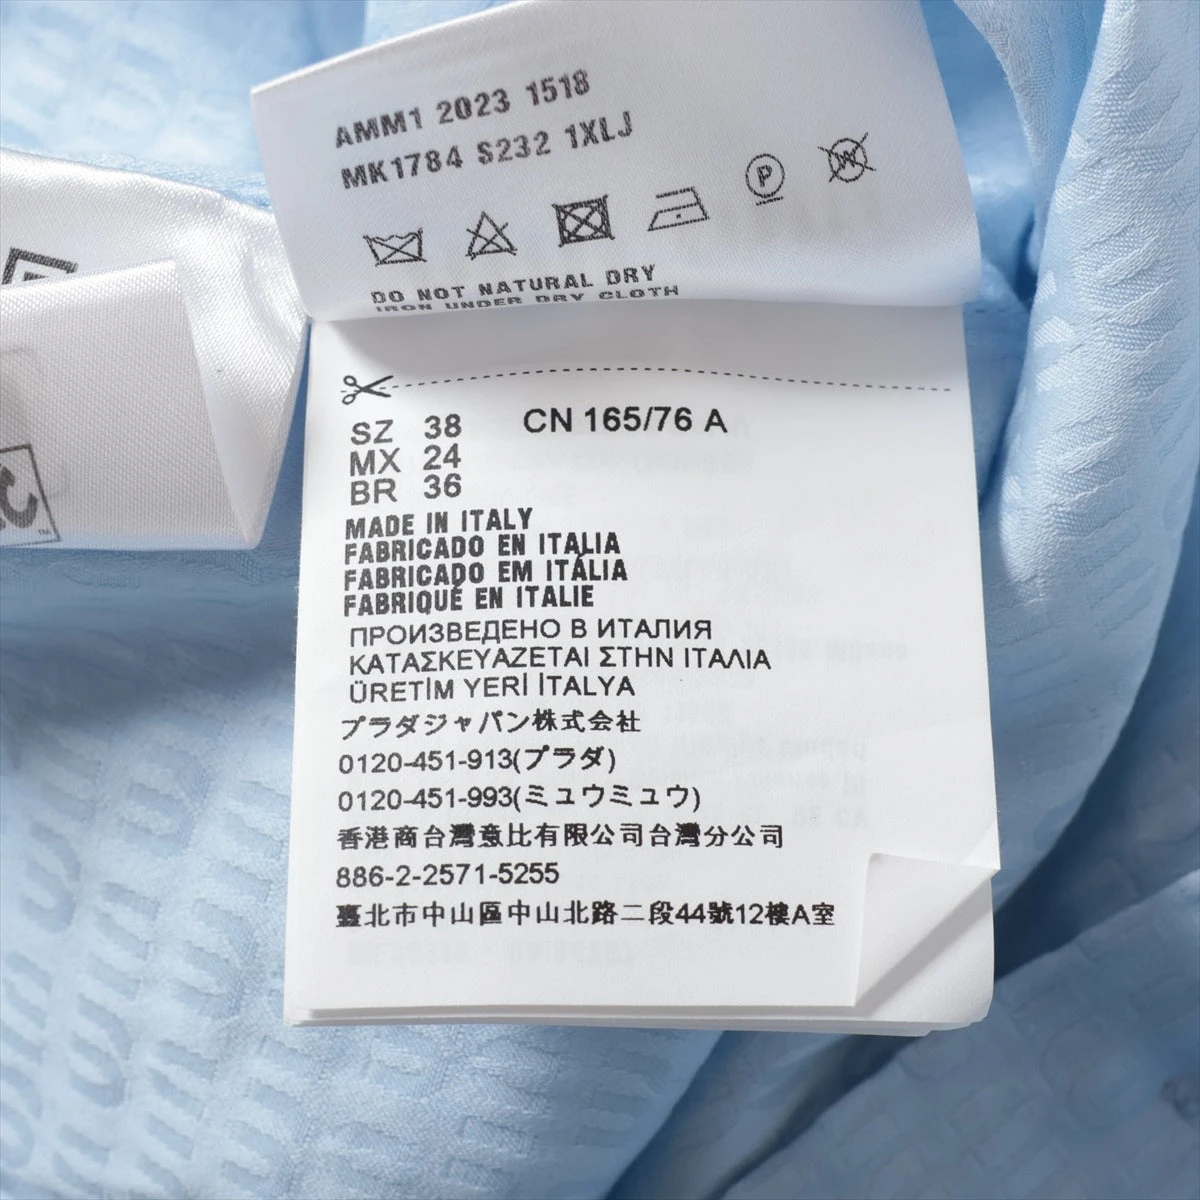 AMM1 2023 1518
MK1784 S232 1XLJ
P W
DO NOT NATURAL DRY
IRON UNDER DRY CLOTH
SZ 38 CN 165/76 A
MX 24
BR 36
MADE IN ITALY
FABRICADO EN ITALIA
FABRICADO EM ITÁLIA
FABRIQUÉ EN ITALIE
ПРОИЗВЕДЕНО В ИТАЛИЯ
ΚΑΤΑΣΚΕΥΑΖΕΤΑΙ ΣΤΗΝ ΙΤΑΛΙΑ
ÜRETİM YERİ İTALYA
プラダジャパン株式会社
0120-451-913(プラダ)
0120-451-993(ミュウミュウ)
香港商台灣意比有限公司台灣分公司
886-2-2571-5255
臺北市中山區中山北路二段44號12樓A室